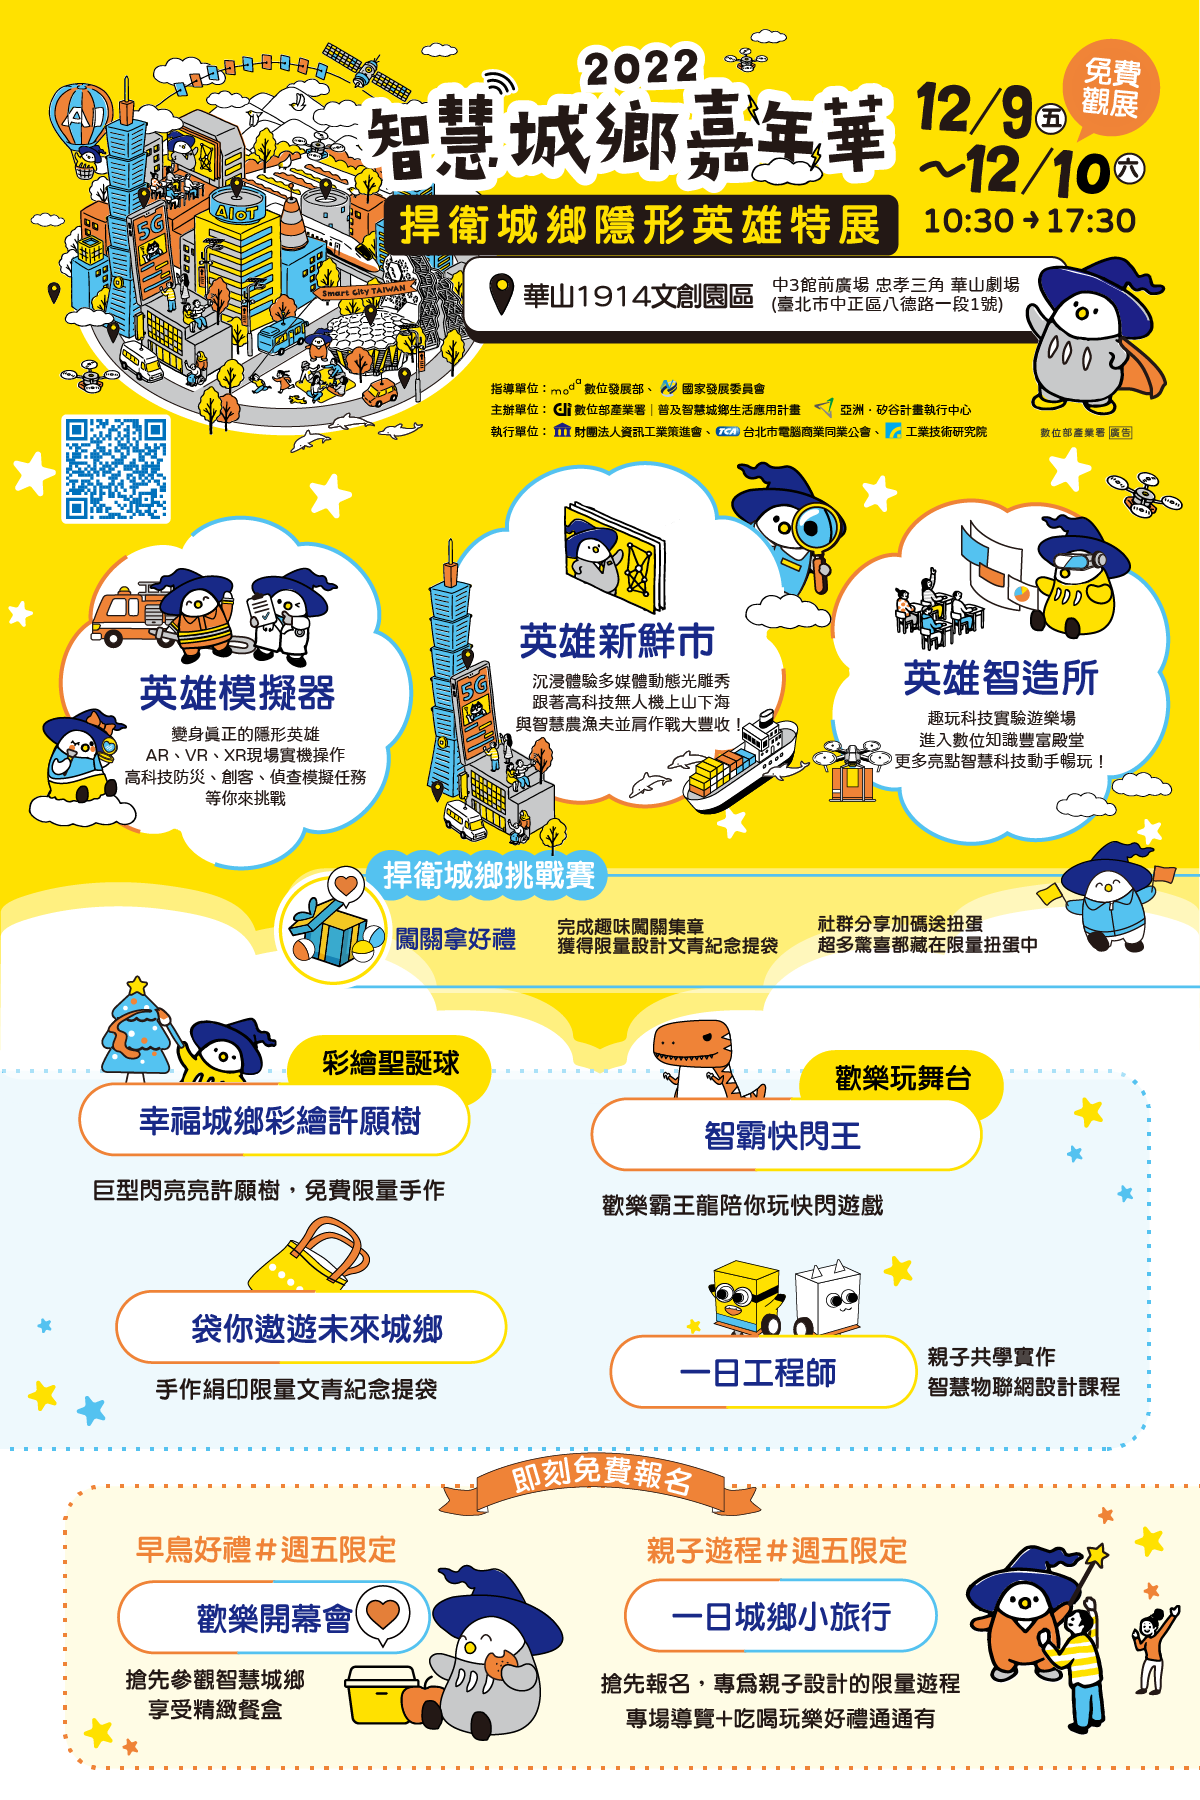 2022
智慧城鄉嘉年華
捍衛城鄉隱形英雄特展
免費
觀展
12/9五
~12/10六
10:30→17:30
AI
5G
AIoT
Smart City TAIWAN
華山1914文創園區
中3館前廣場 忠孝三角 華山劇場
(臺北市中正區八德路一段1號)
指導單位：moda數位發展部、國家發展委員會
主辦單位：數位部產業署｜普及智慧城鄉生活應用計畫 亞洲・矽谷計畫執行中心
執行單位：財團法人資訊工業策進會、TCA台北市電腦商業同業公會、工業技術研究院
數位部產業署 廣告
英雄模擬器
變身真正的隱形英雄
AR、VR、XR現場實機操作
高科技防災、創客、偵查模擬任務
等你來挑戰
5G
英雄新鮮市
沉浸體驗多媒體動態光雕秀
跟著高科技無人機上山下海
與智慧農漁夫並肩作戰大豐收！
英雄智造所
趣玩科技實驗遊樂場
進入數位知識豐富殿堂
更多亮點智慧科技動手暢玩！
捍衛城鄉挑戰賽
闖關拿好禮
完成趣味闖關集章
獲得限量設計文青紀念提袋
社群分享加碼送扭蛋
超多驚喜都藏在限量扭蛋中
彩繪聖誕球
幸福城鄉彩繪許願樹
巨型閃亮亮許願樹，免費限量手作
歡樂玩舞台
智霸快閃王
歡樂霸王龍陪你玩快閃遊戲
袋你遨遊未來城鄉
手作絹印限量文青紀念提袋
一日工程師
親子共學實作
智慧物聯網設計課程
即刻免費報名
早鳥好禮＃週五限定
歡樂開幕會
搶先參觀智慧城鄉
享受精緻餐盒
親子遊程＃週五限定
一日城鄉小旅行
搶先報名，專為親子設計的限量遊程
專場導覽+吃喝玩樂好禮通通有